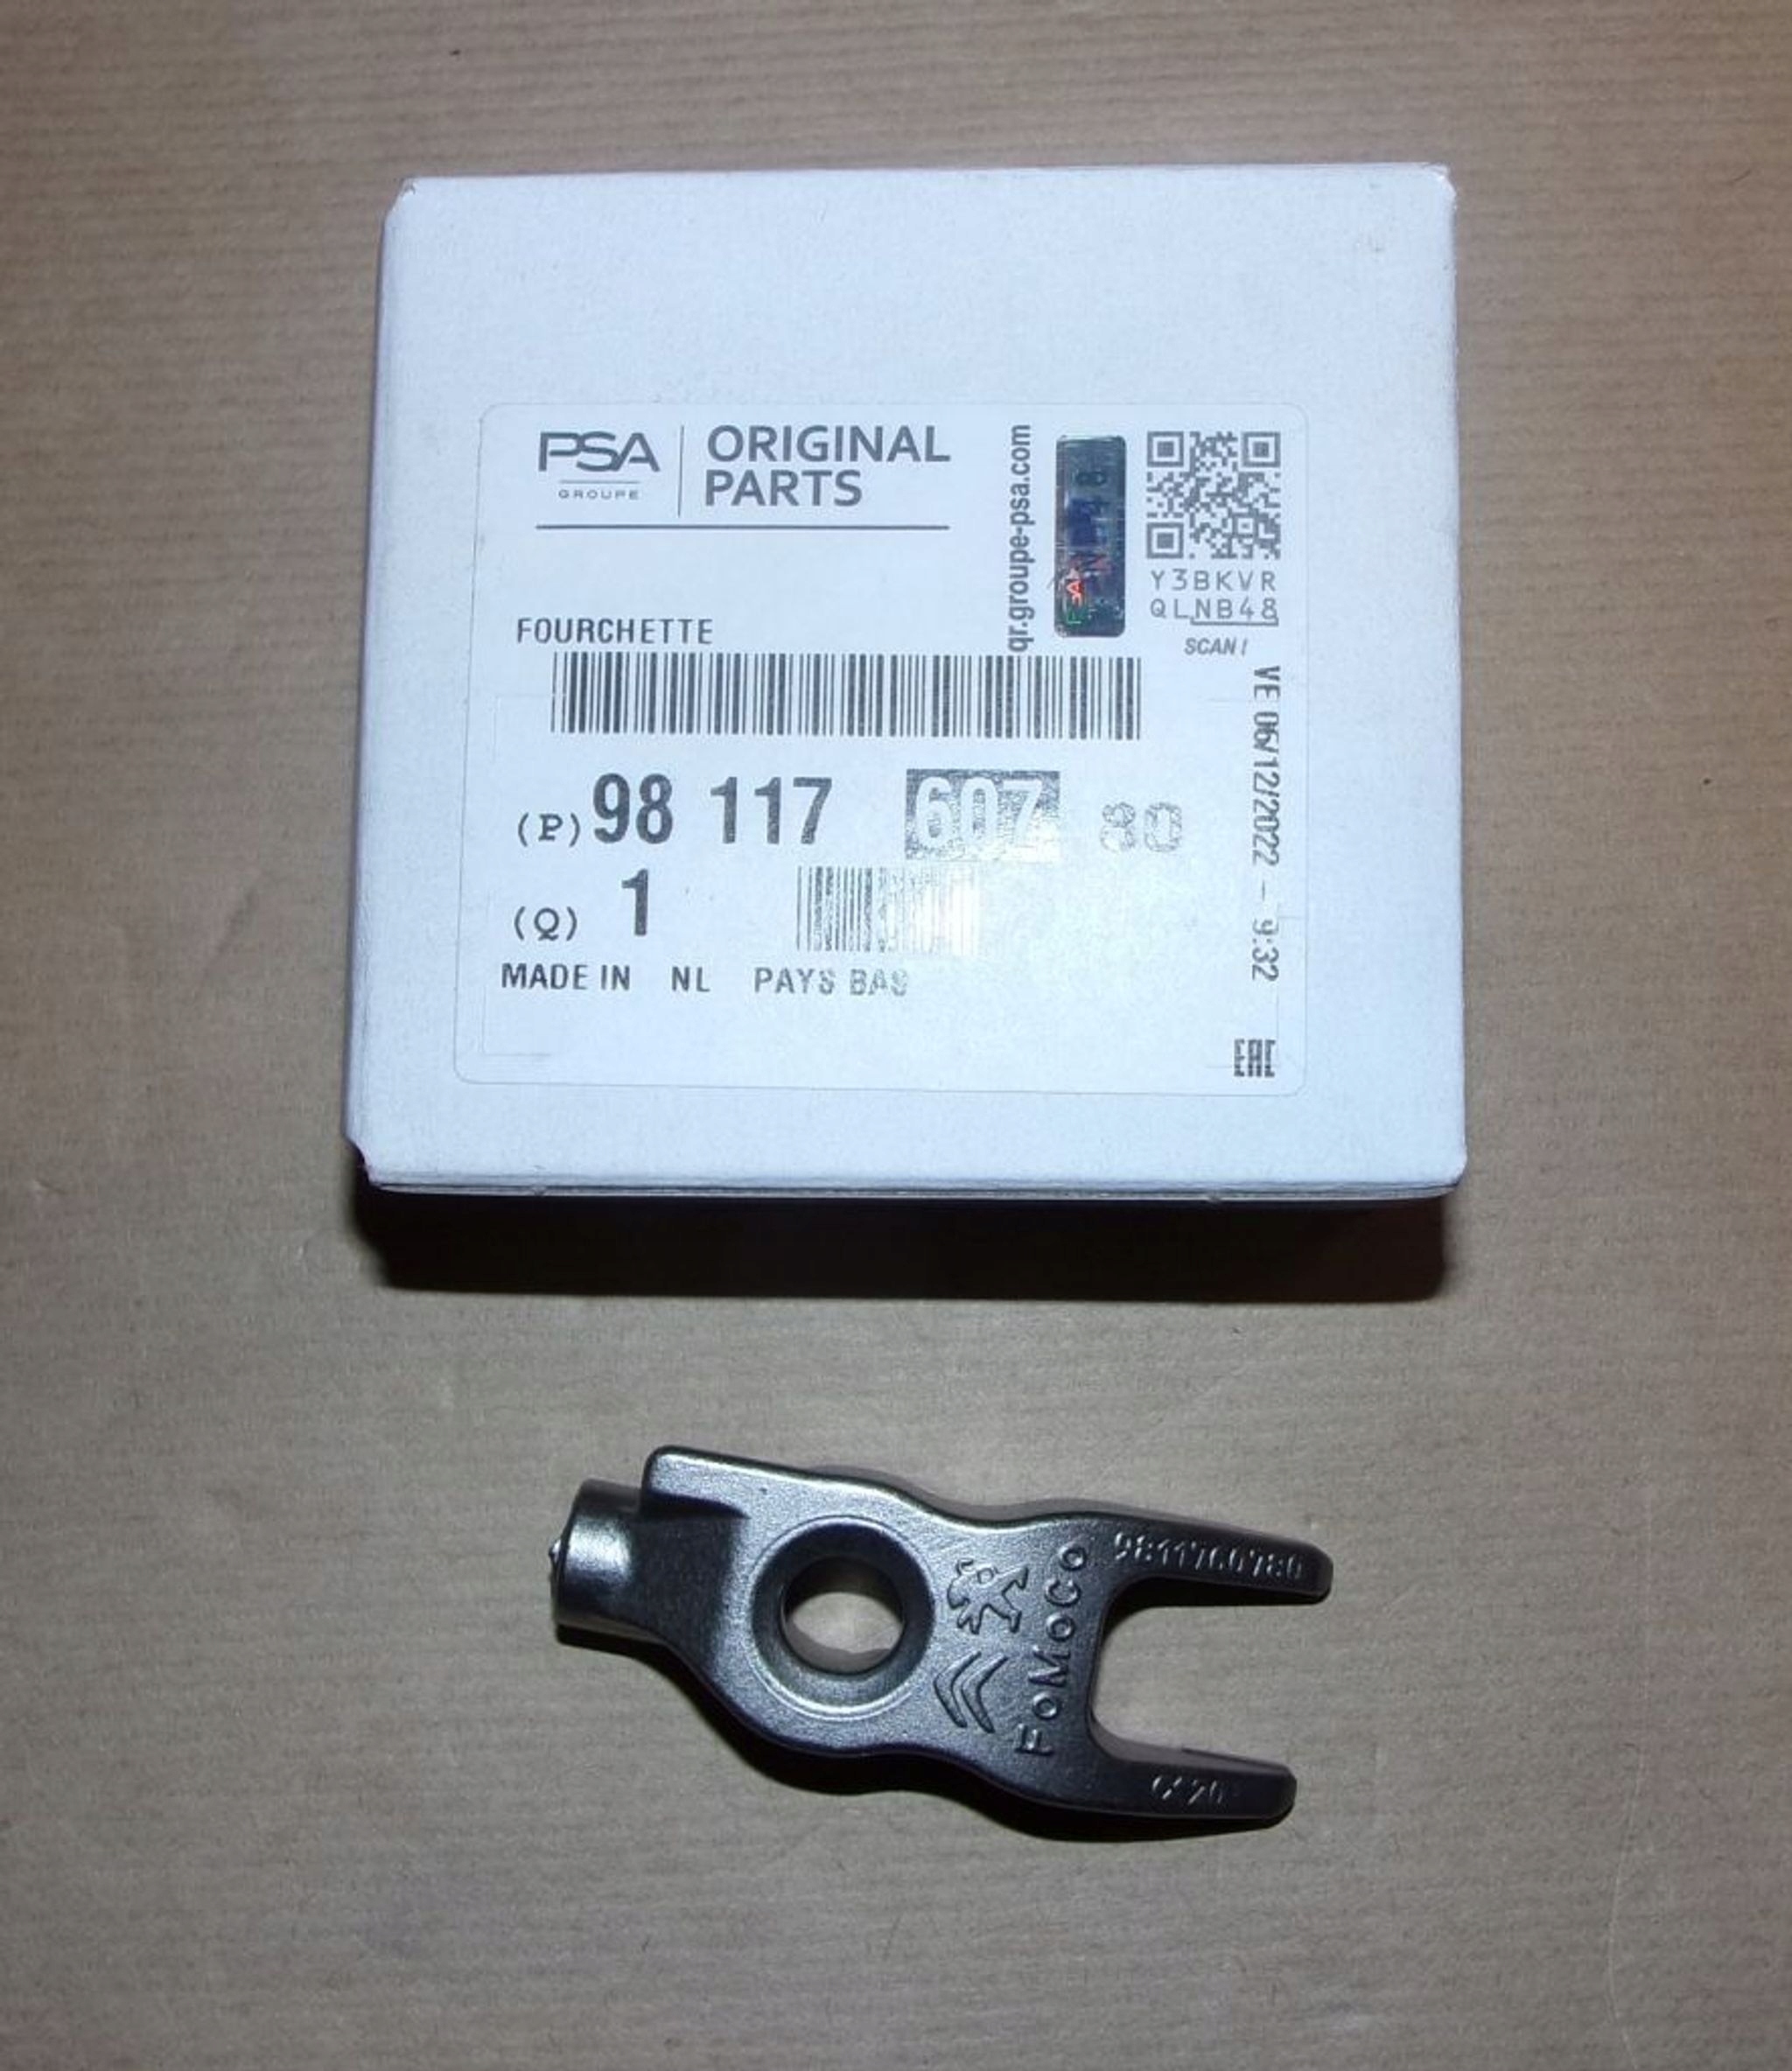 PSA
GROUPE
ORIGINAL
PARTS
qr.groupe-psa.com
Y3BKVR
QLNB48
SCAN!
FOURCHETTE
(P) 98 117 607 80
(Q) 1
MADE IN NL PAYS BAS
VE 06/12/2022 - 9:32
EAC
9811760780
FoMoCo